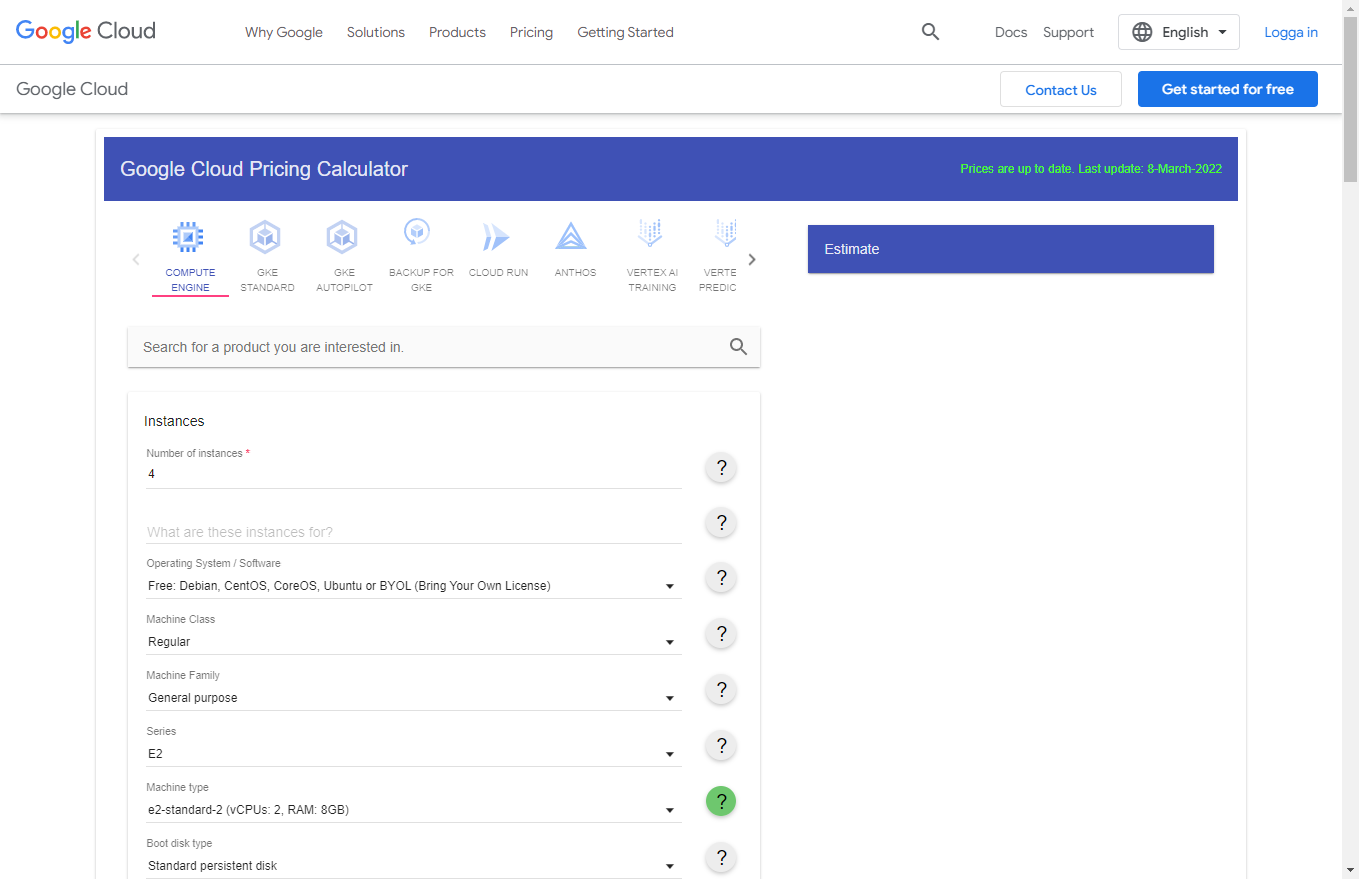 Google Cloud
Why Google
Solutions
Products
Pricing
Getting Started
Docs
Support
English
Logga in
Google Cloud
Contact Us
Get started for free
Google Cloud Pricing Calculator
Prices are up to date. Last update: 8-March-2022
COMPUTE
ENGINE
GKE
STANDARD
GKE
AUTOPILOT
BACKUP FOR
GKE
CLOUD RUN
ANTHOS
VERTEX AI
TRAINING
VERTE
PREDIC
Estimate
Search for a product you are interested in.
Instances
Number of instances *
4
?
What are these instances for?
?
Operating System / Software
Free: Debian, CentOS, CoreOS, Ubuntu or BYOL (Bring Your Own License)
?
Machine Class
Regular
?
Machine Family
General purpose
?
Series
E2
?
Machine type
e2-standard-2 (vCPUs: 2, RAM: 8GB)
?
Boot disk type
Standard persistent disk
?